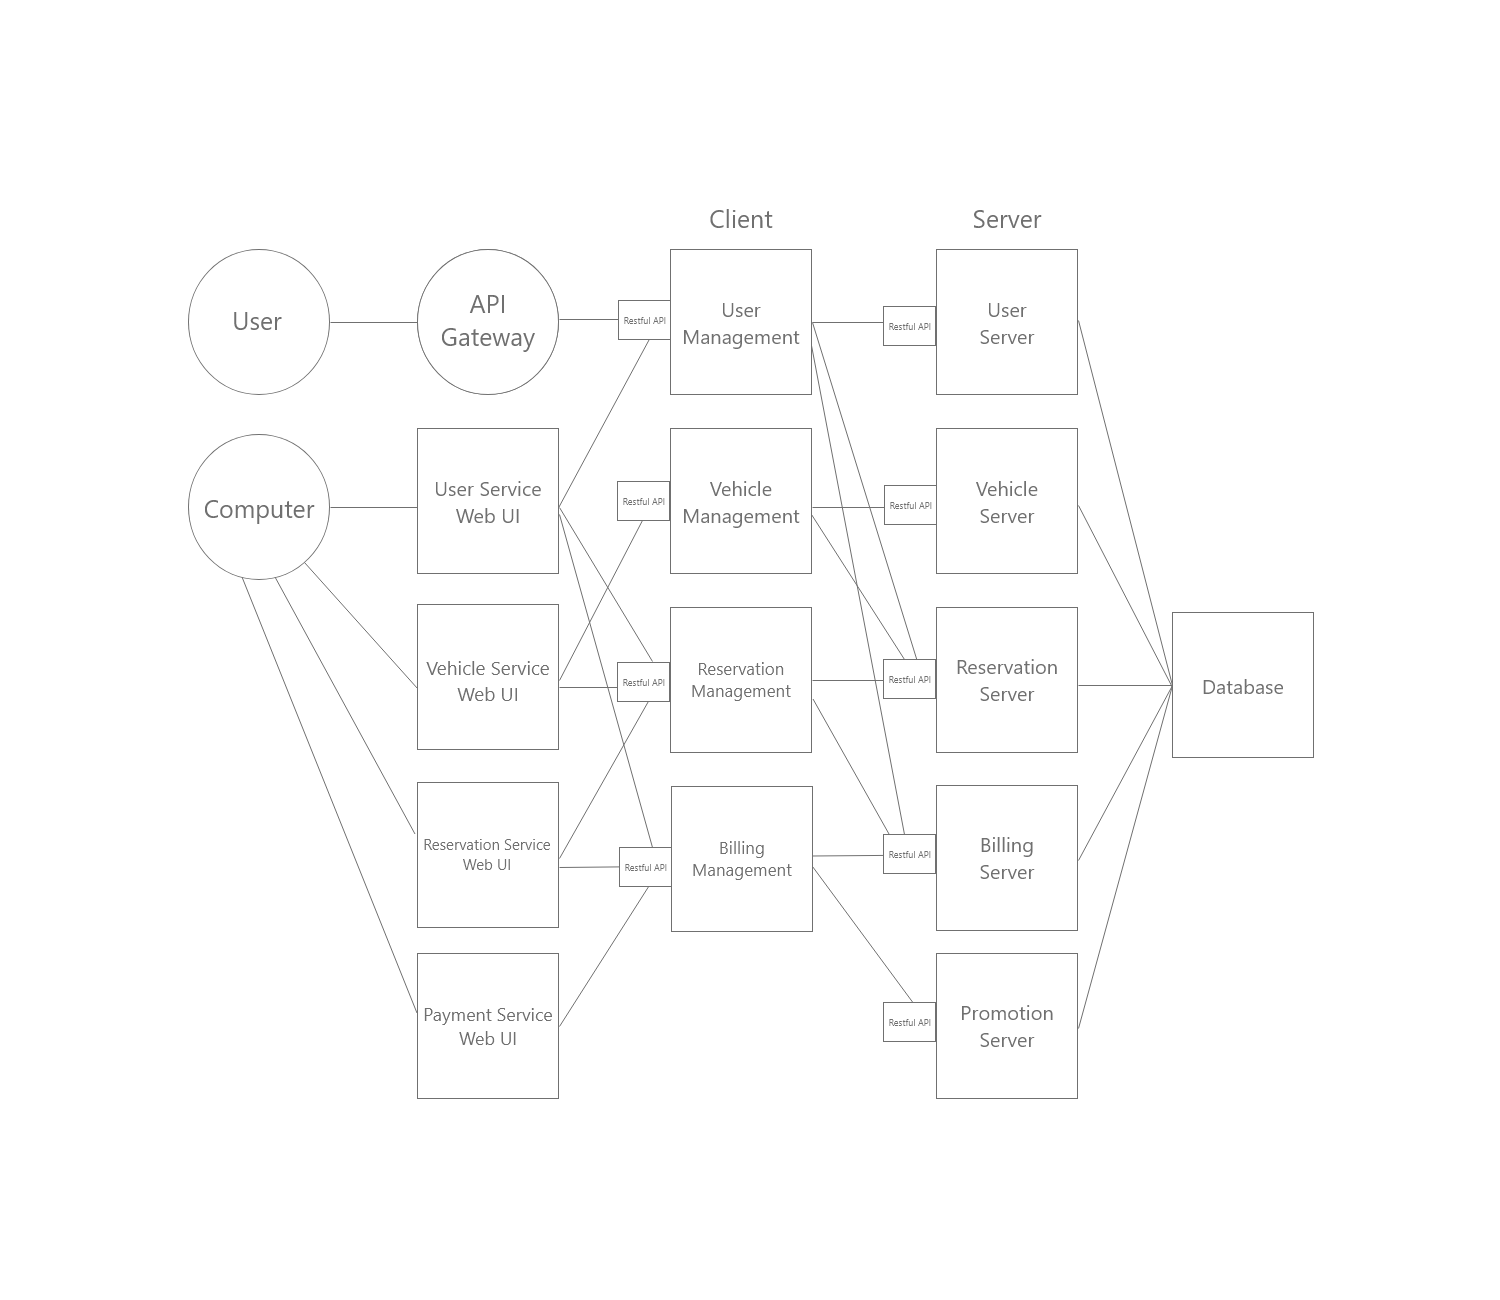 Client
Server
User
API
Gateway
Restful API
User
Management
Restful API
User
Server
Computer
User Service
Web UI
Restful API
Vehicle
Management
Restful API
Vehicle
Server
Vehicle Service
Web UI
Restful API
Reservation
Management
Restful API
Reservation
Server
Database
Reservation Service
Web UI
Restful API
Billing
Management
Restful API
Billing
Server
Payment Service
Web UI
Restful API
Promotion
Server